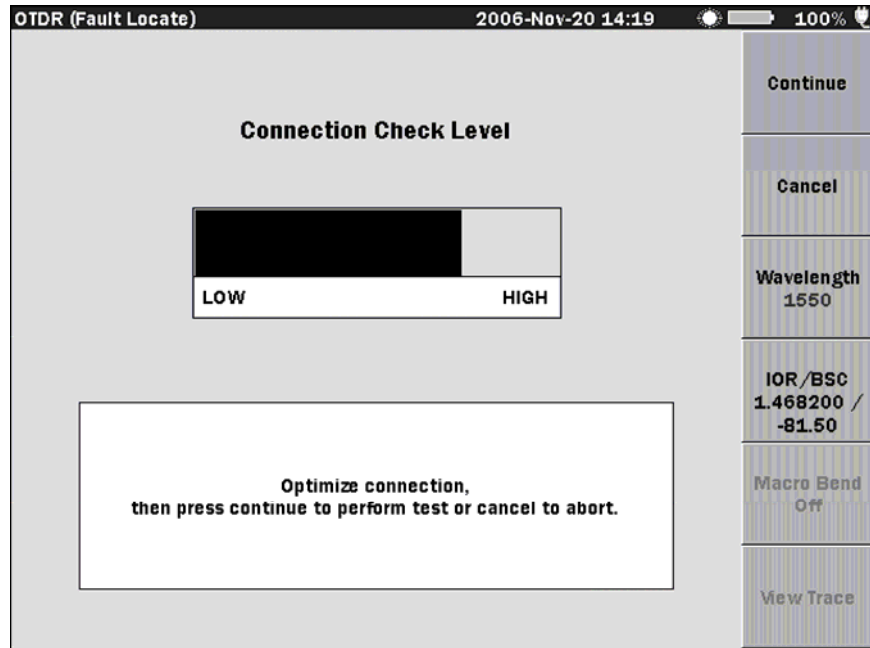 OTDR (Fault Locate) 2006-Nov-20 14:19 100%
Connection Check Level
LOW HIGH
Optimize connection,
then press continue to perform test or cancel to abort.
Continue
Cancel
Wavelength
1550
IOR/BSC
1.468200 /
-81.50
Macro Bend
Off
View Trace